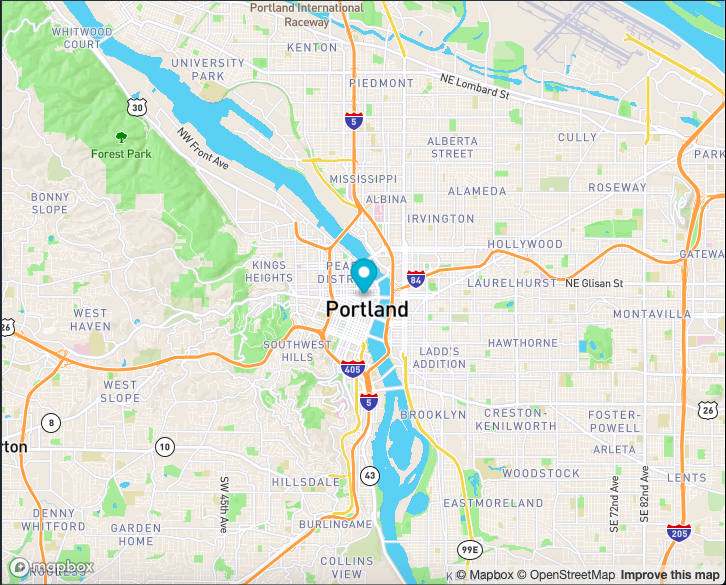 Portland International
Raceway
WHITWOOD
COURT
KENTON
UNIVERSITY
PARK
PIEDMONT
NE Lombard St
30
5
NW Front Ave
Forest Park
ALBERTA
STREET
CULLY
PARK
MISSISSIPPI
ALBINA
ALAMEDA
ROSEWAY
BONNY
SLOPE
IRVINGTON
HOLLYWOOD
GATEWA
KINGS
HEIGHTS
PEA
DISTR
84
LAURELHURST
NE Glisan St
Portland
WEST
HAVEN
26
MONTAVILLA
SOUTHWEST
HILLS
LADD'S
ADDITION
HAWTHORNE
405
WEST
SLOPE
5
BROOKLYN
CRESTON-
KENILWORTH
FOSTER-
POWELL
26
8
rton
10
ARLETA
43
WOODSTOCK
LENTS
HILLSDALE
SW 45th Ave
EASTMORELAND
SE 72nd Ave
SE 82nd Ave
DENNY
WHITFORD
GARDEN
HOME
BURLINGAME
205
99E
COLLINS
VIEW
mapbox
K
© Mapbox © OpenStreetMap Improve this map